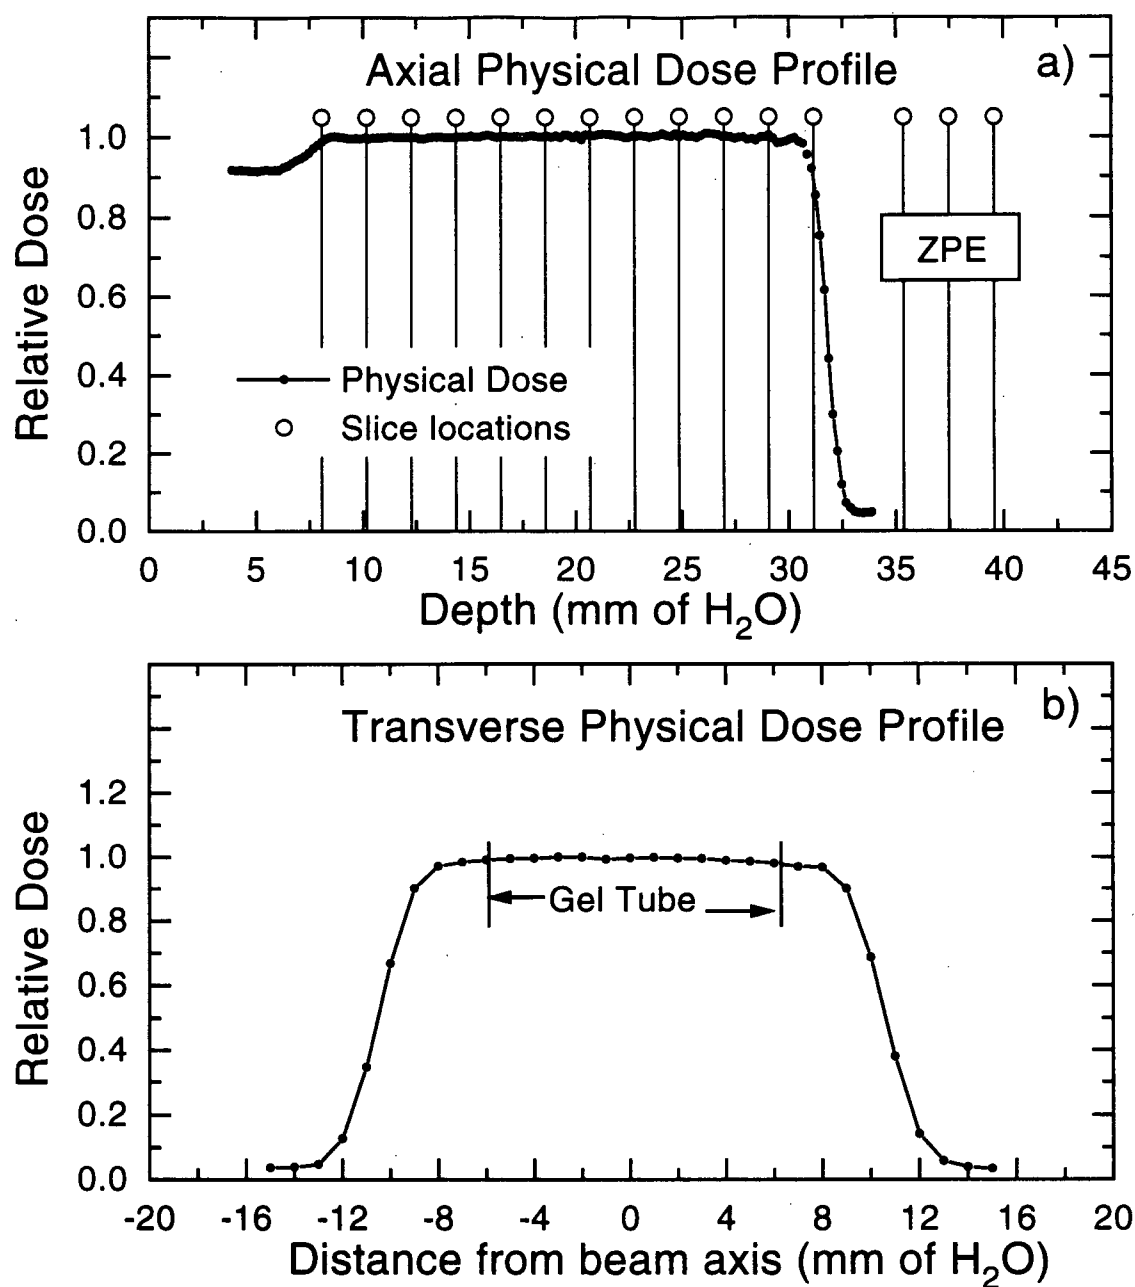 Axial Physical Dose Profile
a)
Relative Dose
1.0
0.8
0.6
0.4
0.2
0.0
ZPE
Physical Dose
Slice locations
0 5 10 15 20 25 30 35 40 45
Depth (mm of H₂O)
Transverse Physical Dose Profile
b)
Relative Dose
1.2
1.0
0.8
0.6
0.4
0.2
0.0
Gel Tube
-20 -16 -12 -8 -4 0 4 8 12 16 20
Distance from beam axis (mm of H₂O)